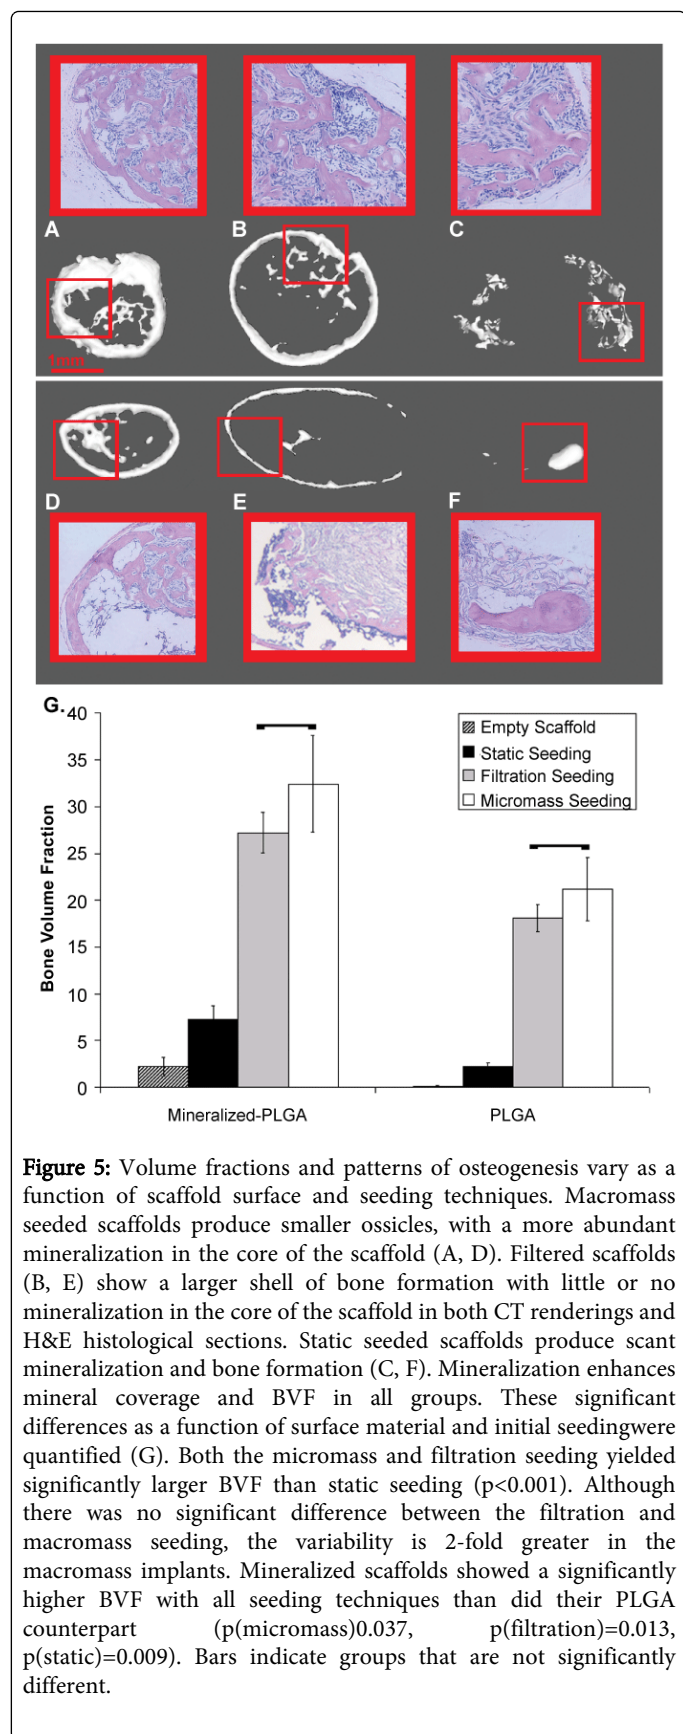 A
B
C
1mm
D
E
F
G.
40
35
30
25
20
15
10
5
0
Bone Volume Fraction
Empty Scaffold
Static Seeding
Filtration Seeding
Micromass Seeding
Mineralized-PLGA
PLGA
Figure 5: Volume fractions and patterns of osteogenesis vary as a
function of scaffold surface and seeding techniques. Macromass
seeded scaffolds produce smaller ossicles, with a more abundant
mineralization in the core of the scaffold (A, D). Filtered scaffolds
(B, E) show a larger shell of bone formation with little or no
mineralization in the core of the scaffold in both CT renderings and
H&E histological sections. Static seeded scaffolds produce scant
mineralization and bone formation (C, F). Mineralization enhances
mineral coverage and BVF in all groups. These significant
differences as a function of surface material and initial seedingwere
quantified (G). Both the micromass and filtration seeding yielded
significantly larger BVF than static seeding (p<0.001). Although
there was no significant difference between the filtration and
macromass seeding, the variability is 2-fold greater in the
macromass implants. Mineralized scaffolds showed a significantly
higher BVF with all seeding techniques than did their PLGA
counterpart (p(micromass)0.037, p(filtration)=0.013,
p(static)=0.009). Bars indicate groups that are not significantly
different.